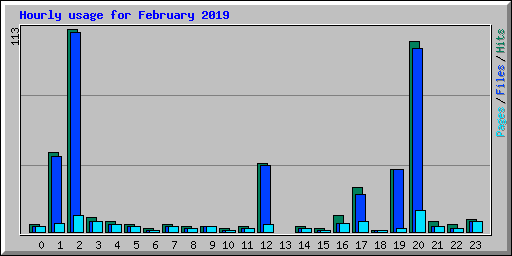 Hourly usage for February 2019
113
Pages/Files/Hits
0 1 2 3 4 5 6 7 8 9 10 11 12 13 14 15 16 17 18 19 20 21 22 23